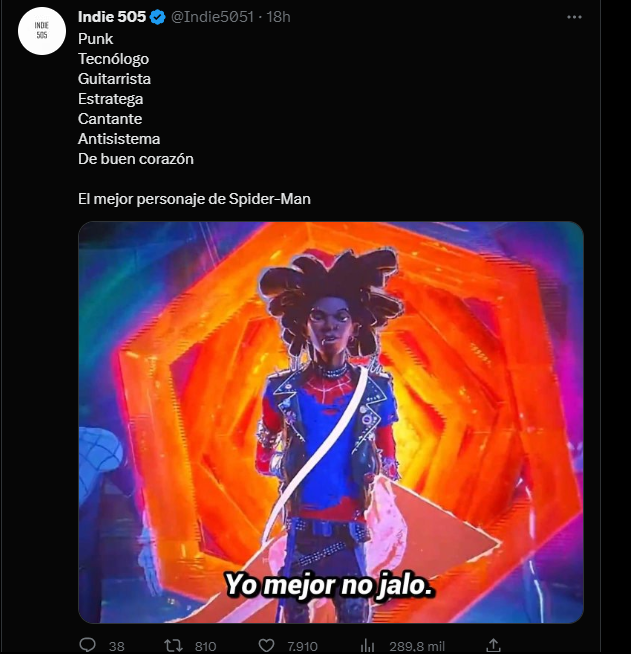 INDIE
505
Indie 505 @Indie5051 · 18h
Punk
Tecnólogo
Guitarrista
Estratega
Cantante
Antisistema
De buen corazón
El mejor personaje de Spider-Man
Yo mejor no jalo.
38 810 7.910 289,8 mil